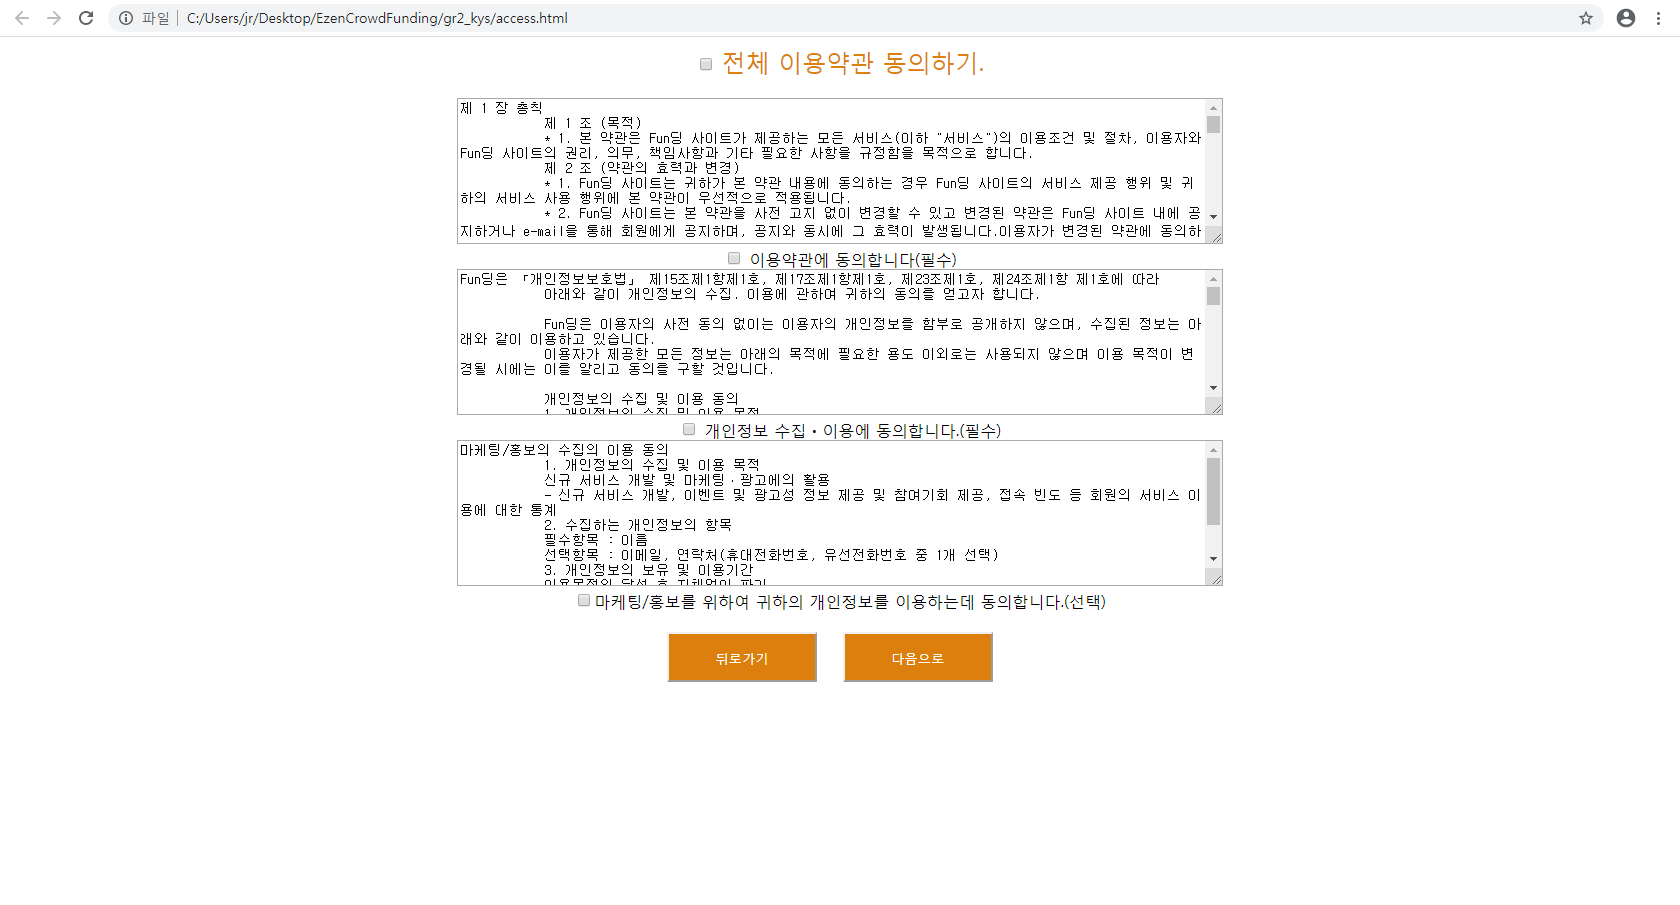 파일 C:/Users/jr/Desktop/EzenCrowdFunding/gr2_kys/access.html
전체 이용약관 동의하기.
제 1 장 총칙
제 1 조 (목적)
* 1. 본 약관은 Fun딩 사이트가 제공하는 모든 서비스(이하 "서비스")의 이용조건 및 절차, 이용자와
Fun딩 사이트의 권리, 의무, 책임사항과 기타 필요한 사항을 규정함을 목적으로 합니다.
제 2 조 (약관의 효력과 변경)
* 1. Fun딩 사이트는 귀하가 본 약관 내용에 동의하는 경우 Fun딩 사이트의 서비스 제공 행위 및 귀
하의 서비스 사용 행위에 본 약관이 우선적으로 적용됩니다.
* 2. Fun딩 사이트는 본 약관을 사전 고지 없이 변경할 수 있고 변경된 약관은 Fun딩 사이트 내에 공
지하거나 e-mail을 통해 회원에게 공지하며, 공지와 동시에 그 효력이 발생됩니다.이용자가 변경된 약관에 동의하
이용약관에 동의합니다(필수)
Fun딩은 「개인정보보호법」 제15조제1항제1호, 제17조제1항제1호, 제23조제1호, 제24조제1항 제1호에 따라
아래와 같이 개인정보의 수집. 이용에 관하여 귀하의 동의를 얻고자 합니다.
Fun딩은 이용자의 사전 동의 없이는 이용자의 개인정보를 함부로 공개하지 않으며, 수집된 정보는 아
래와 같이 이용하고 있습니다.
이용자가 제공한 모든 정보는 아래의 목적에 필요한 용도 이외로는 사용되지 않으며 이용 목적이 변
경될 시에는 이를 알리고 동의를 구할 것입니다.
개인정보의 수집 및 이용 동의
1. 개인정보의 수집 및 이용 목적
개인정보 수집·이용에 동의합니다.(필수)
마케팅/홍보의 수집의 이용 동의
1. 개인정보의 수집 및 이용 목적
신규 서비스 개발 및 마케팅·광고에의 활용
- 신규 서비스 개발, 이벤트 및 광고성 정보 제공 및 참여기회 제공, 접속 빈도 등 회원의 서비스 이
용에 대한 통계
2. 수집하는 개인정보의 항목
필수항목 : 이름
선택항목 : 이메일, 연락처(휴대전화번호, 유선전화번호 중 1개 선택)
3. 개인정보의 보유 및 이용기간
이용목적의 달성 후 지체없이 파기
마케팅/홍보를 위하여 귀하의 개인정보를 이용하는데 동의합니다.(선택)
뒤로가기 다음으로